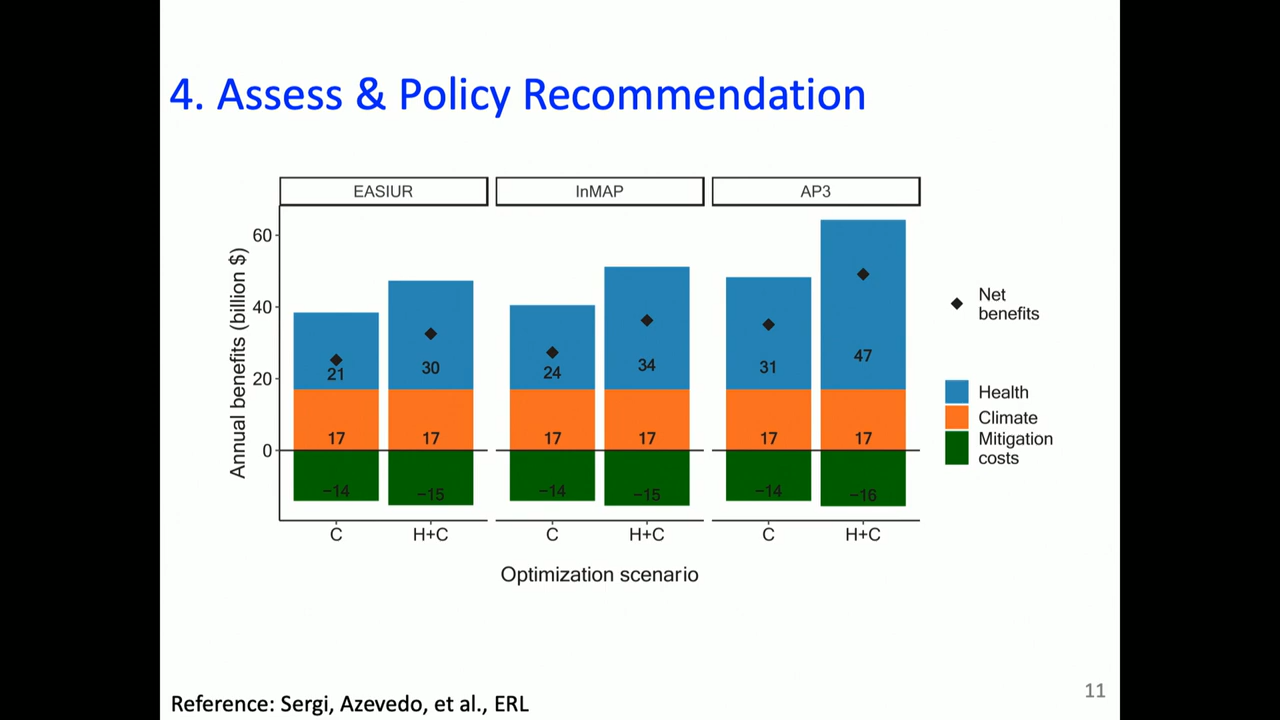 4. Assess & Policy Recommendation
EASIUR
InMAP
AP3
Annual benefits (billion $)
60
40
20
0
21
30
24
34
31
47
17
17
17
17
17
17
−14
−15
−14
−15
−14
−16
C
H+C
C
H+C
C
H+C
Optimization scenario
Net
benefits
Health
Climate
Mitigation
costs
Reference: Sergi, Azevedo, et al., ERL
11